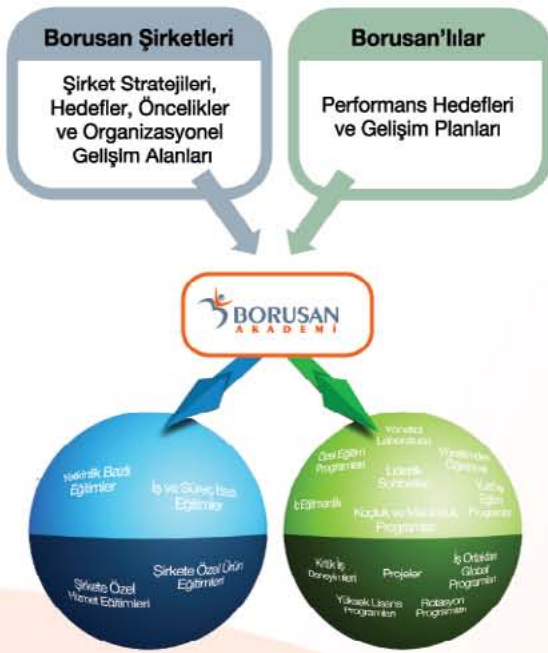 Borusan Şirketleri
Şirket Stratejileri,
Hedefler, Öncelikler
ve Organizasyonel
Gelişim Alanları
Borusan'lılar
Performans Hedefleri
ve Gelişim Planları
BORUSAN
AKADEMİ
Yetkinlik Bazlı
Eğitimler
İş ve Süreç Bazlı
Eğitimler
Şirkete Özel
Hizmet Eğitimleri
Şirkete Özel Ürün
Eğitimleri
Yönetici
Laboratuarı
Özel Eğitim
Programları
Liderlik
Sohbetleri
Yönetimden
Öğrenme
Yurtdışı
Eğitim
Programları
İç Eğitmenlik
Koçluk ve Mentorluk
Programları
Kritik İş
Deneyimleri
Projeler
İş Ortakları
Global
Programları
Yüksek Lisans
Programları
Rotasyon
Programları